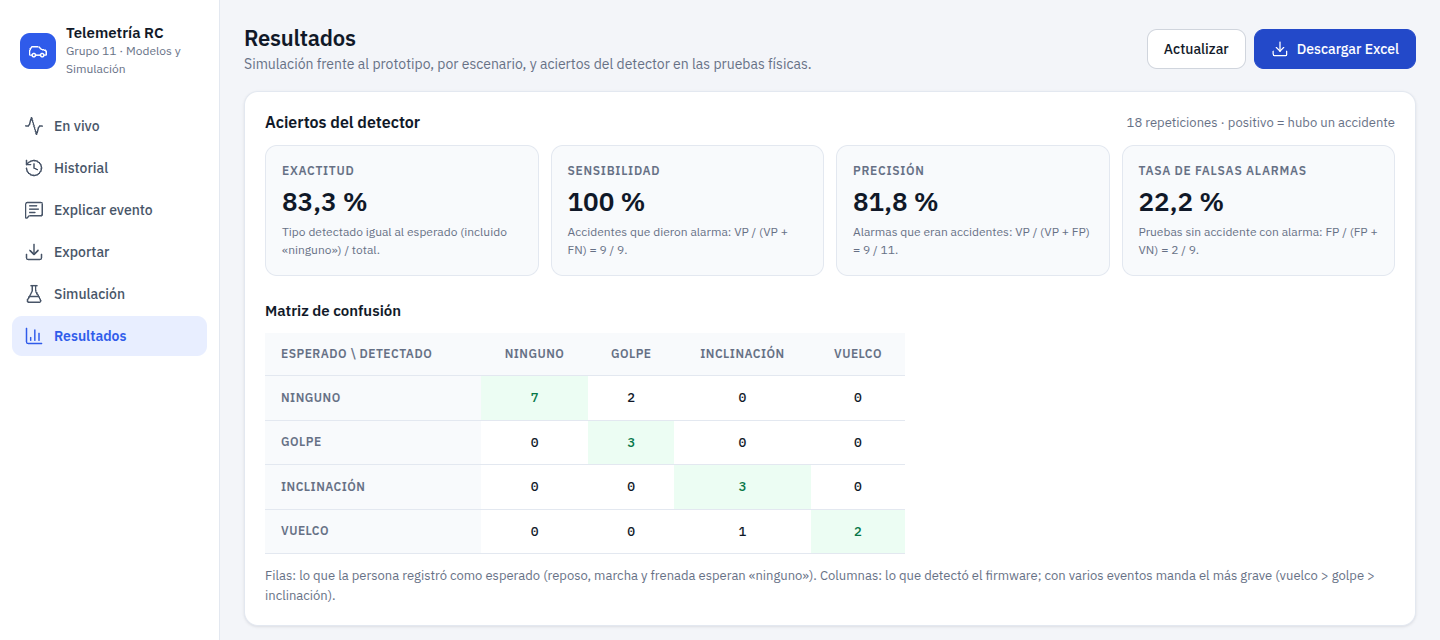 Telemetría RC
Grupo 11 · Modelos y
Simulación
En vivo
Historial
Explicar evento
Exportar
Simulación
Resultados
Resultados
Simulación frente al prototipo, por escenario, y aciertos del detector en las pruebas físicas.
Actualizar
Descargar Excel
Aciertos del detector
18 repeticiones · positivo = hubo un accidente
EXACTITUD
83,3 %
Tipo detectado igual al esperado (incluido
«ninguno») / total.
SENSIBILIDAD
100 %
Accidentes que dieron alarma: VP / (VP +
FN) = 9 / 9.
PRECISIÓN
81,8 %
Alarmas que eran accidentes: VP / (VP + FP)
= 9 / 11.
TASA DE FALSAS ALARMAS
22,2 %
Pruebas sin accidente con alarma: FP / (FP +
VN) = 2 / 9.
Matriz de confusión
ESPERADO \ DETECTADO NINGUNO GOLPE INCLINACIÓN VUELCO
NINGUNO 7 2 0 0
GOLPE 0 3 0 0
INCLINACIÓN 0 0 3 0
VUELCO 0 0 1 2
Filas: lo que la persona registró como esperado (reposo, marcha y frenada esperan «ninguno»). Columnas: lo que detectó el firmware; con varios eventos manda el más grave (vuelco > golpe >
inclinación).